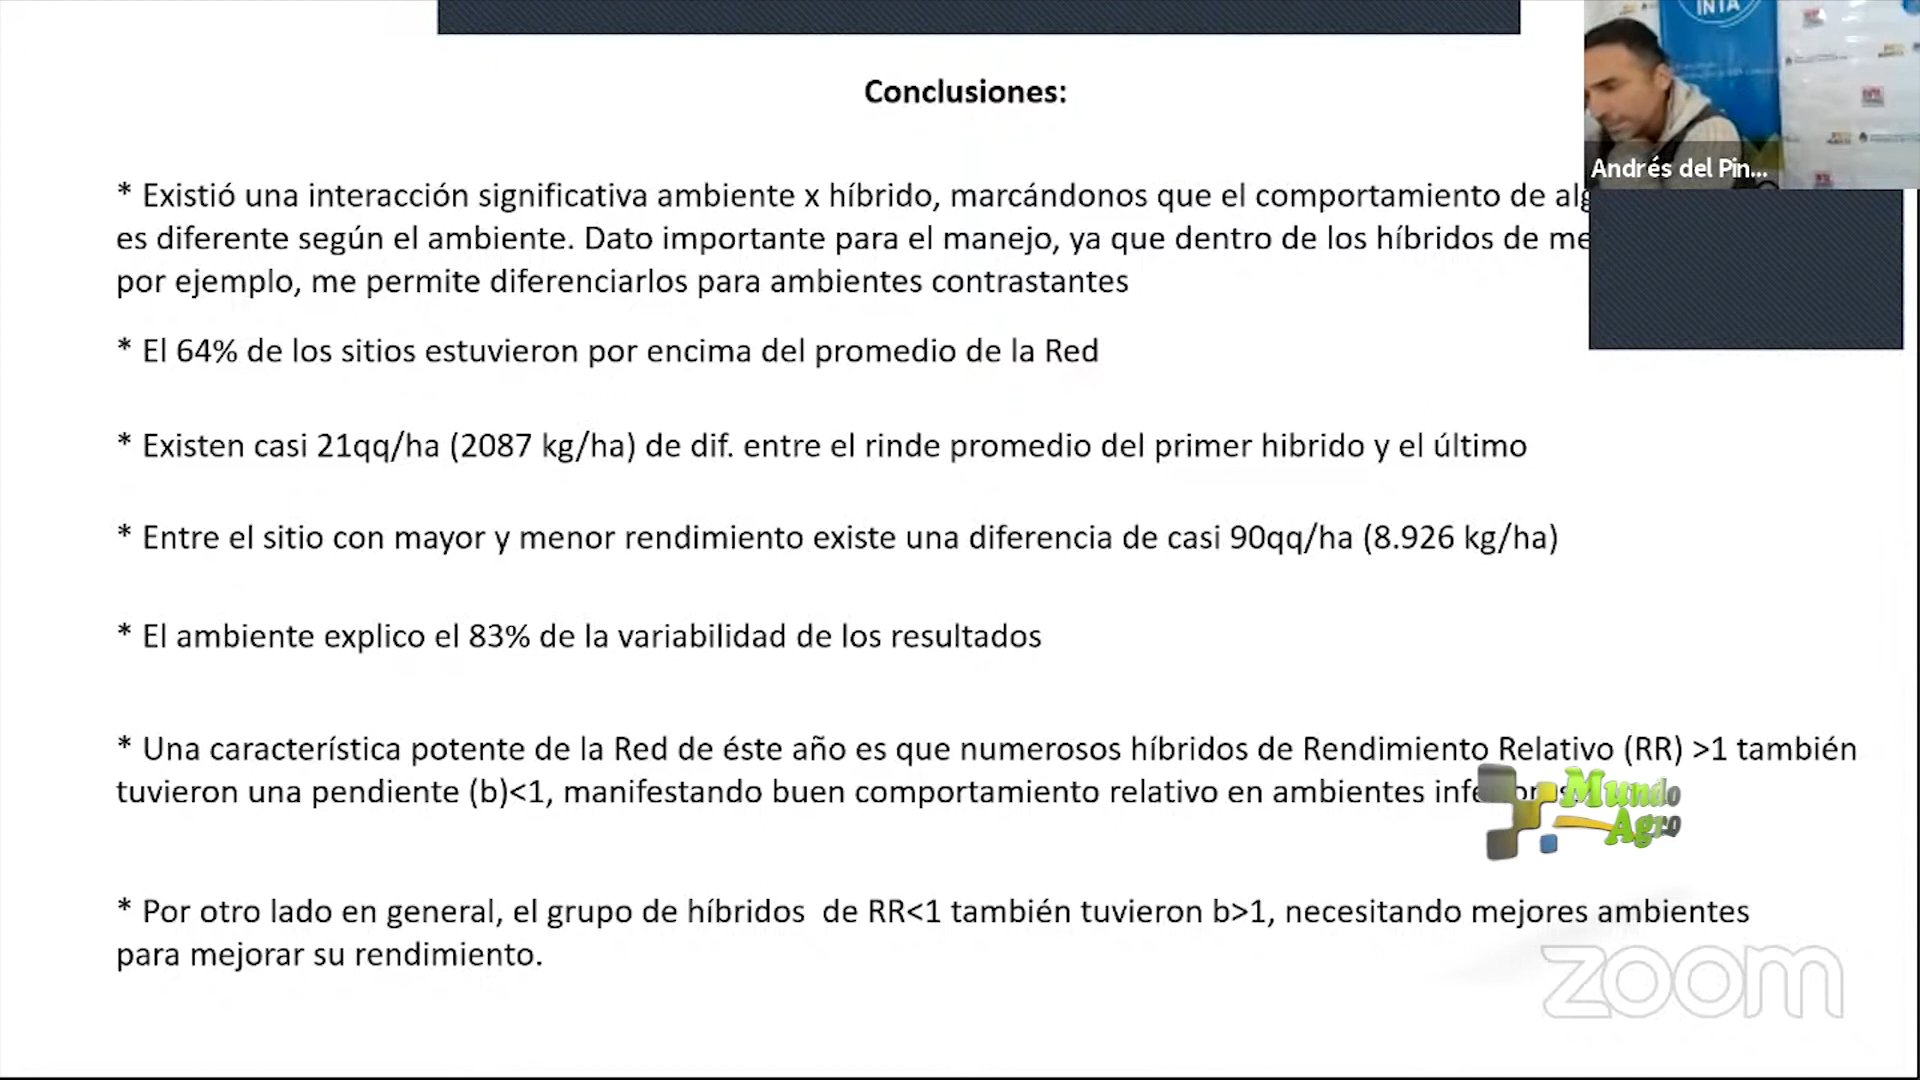 INTA
Conclusiones:
Andrés del Pin...
* Existió una interacción significativa ambiente x híbrido, marcándonos que el comportamiento de
es diferente según el ambiente. Dato importante para el manejo, ya que dentro de los híbridos de
por ejemplo, me permite diferenciarlos para ambientes contrastantes
* El 64% de los sitios estuvieron por encima del promedio de la Red
* Existen casi 21qq/ha (2087 kg/ha) de dif. entre el rinde promedio del primer hibrido y el último
* Entre el sitio con mayor y menor rendimiento existe una diferencia de casi 90qq/ha (8.926 kg/ha)
* El ambiente explico el 83% de la variabilidad de los resultados
* Una característica potente de la Red de éste año es que numerosos híbridos de Rendimiento Relativo (RR) >1 también
tuvieron una pendiente (b)<1, manifestando buen comportamiento relativo en ambientes
Mundo
Agro
* Por otro lado en general, el grupo de híbridos  de RR<1 también tuvieron b>1, necesitando mejores ambientes
para mejorar su rendimiento.
zoom